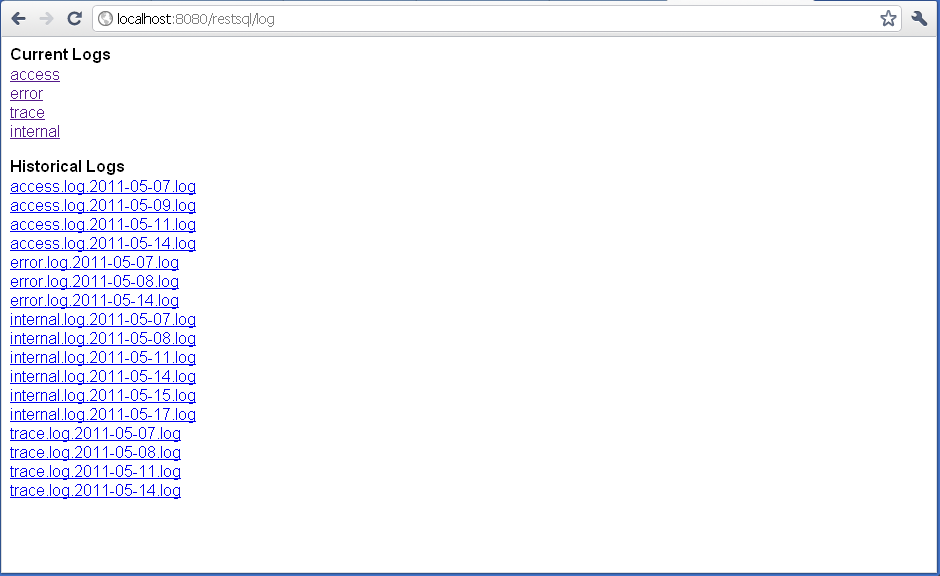 localhost:8080/restsql/log
Current Logs
access
error
trace
internal
Historical Logs
access.log.2011-05-07.log
access.log.2011-05-09.log
access.log.2011-05-11.log
access.log.2011-05-14.log
error.log.2011-05-07.log
error.log.2011-05-08.log
error.log.2011-05-14.log
internal.log.2011-05-07.log
internal.log.2011-05-08.log
internal.log.2011-05-11.log
internal.log.2011-05-14.log
internal.log.2011-05-15.log
internal.log.2011-05-17.log
trace.log.2011-05-07.log
trace.log.2011-05-08.log
trace.log.2011-05-11.log
trace.log.2011-05-14.log